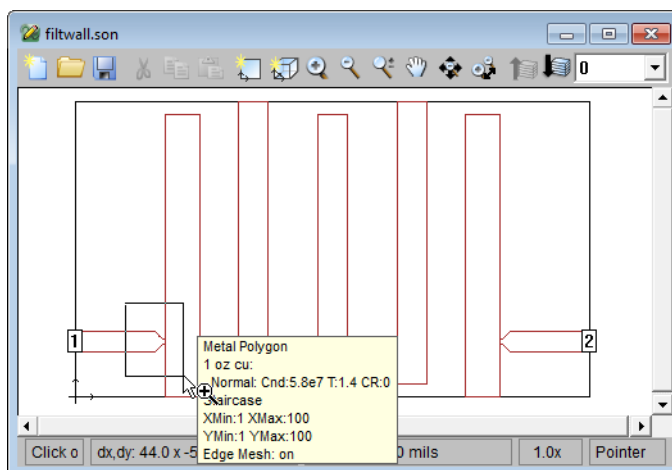 filtwall.son
0
1
2
Metal Polygon
1 oz cu:
Normal: Cnd:5.8e7 T:1.4 CR:0
Staircase
XMin:1 XMax:100
YMin:1 YMax:100
Edge Mesh: on
Click o dx,dy: 44.0 x -5 0 mils 1.0x Pointer